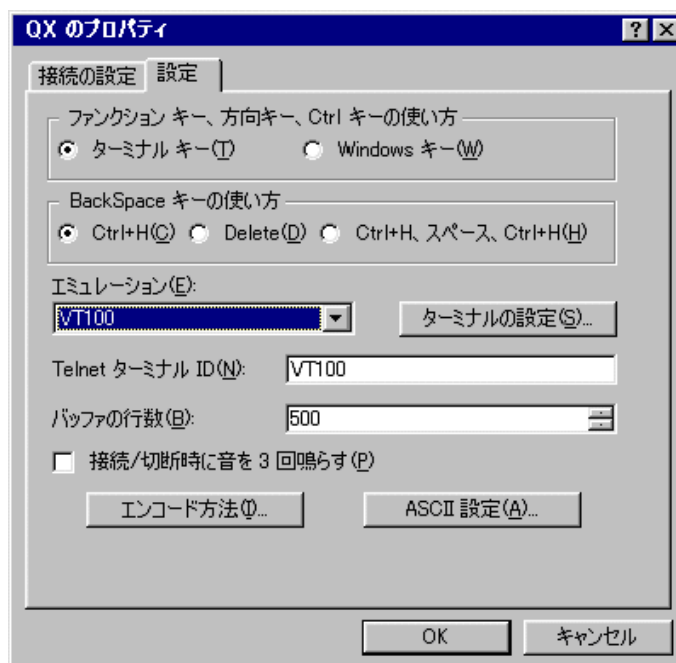 QX のプロパティ
接続の設定 設定
ファンクション キー、方向キー、Ctrl キーの使い方
ターミナル キー(T) Windows キー(W)
BackSpace キーの使い方
Ctrl+H(C) Delete(D) Ctrl+H、スペース、Ctrl+H(H)
エミュレーション(E):
VT100 ターミナルの設定(S)...
Telnet ターミナル ID(N): VT100
バッファの行数(B): 500
接続/切断時に音を 3 回鳴らす(P)
エンコード方法(I)... ASCII 設定(A)...
OK キャンセル